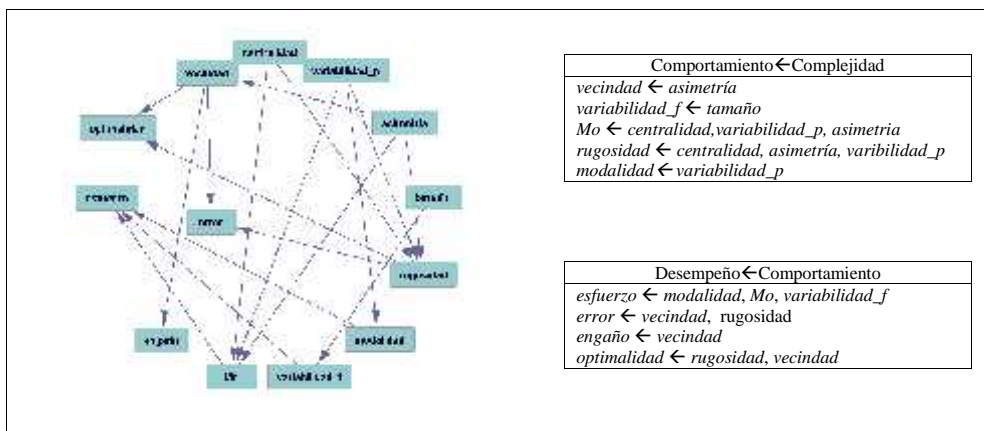 centralidad
vecindad
variabilidad_p
optimalidad
asimetria
esfuerzo
error
tamaño
rugosidad
engaño
modalidad
Mo
variabilidad_f
Comportamiento←Complejidad
vecindad ← asimetría
variabilidad_f ← tamaño
Mo ← centralidad,variabilidad_p, asimetria
rugosidad ← centralidad, asimetría, varibilidad_p
modalidad ← variabilidad_p
Desempeño←Comportamiento
esfuerzo ← modalidad, Mo, variabilidad_f
error ← vecindad, rugosidad
engaño ← vecindad
optimalidad ← rugosidad, vecindad